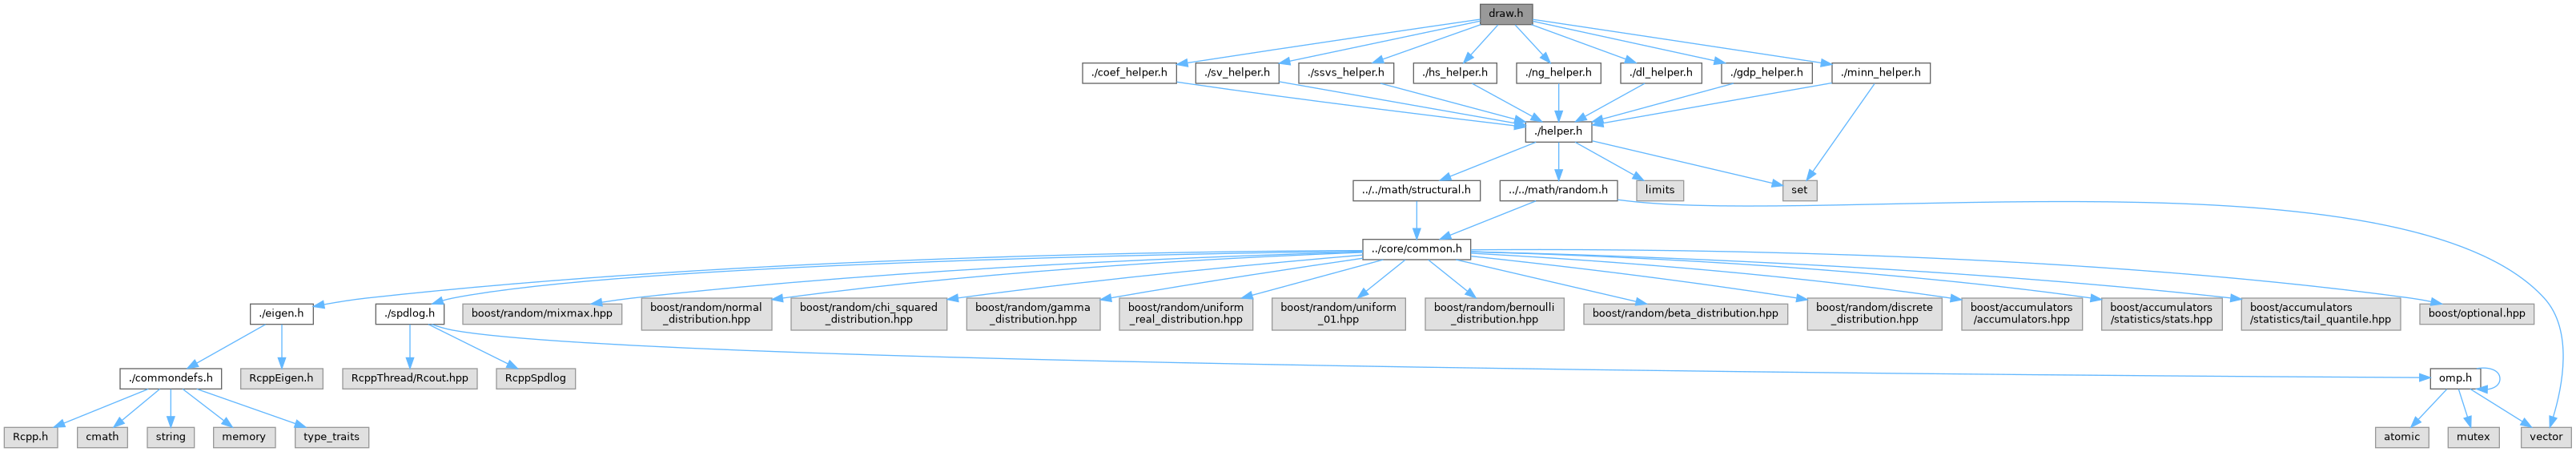 draw.h
./coef_helper.h
./sv_helper.h
./ssvs_helper.h
./hs_helper.h
./ng_helper.h
./dl_helper.h
./gdp_helper.h
./minn_helper.h
./helper.h
../../math/structural.h
../../math/random.h
limits
set
../core/common.h
./eigen.h
./spdlog.h
boost/random/mixmax.hpp
boost/random/normal
_distribution.hpp
boost/random/chi_squared
_distribution.hpp
boost/random/gamma
_distribution.hpp
boost/random/uniform
_real_distribution.hpp
boost/random/uniform
_01.hpp
boost/random/bernoulli
_distribution.hpp
boost/random/beta_distribution.hpp
boost/random/discrete
_distribution.hpp
boost/accumulators
/accumulators.hpp
boost/accumulators
/statistics/stats.hpp
boost/accumulators
/statistics/tail_quantile.hpp
boost/optional.hpp
./commondefs.h
RcppEigen.h
RcppThread/Rcout.hpp
RcppSpdlog
omp.h
Rcpp.h
cmath
string
memory
type_traits
atomic
mutex
vector